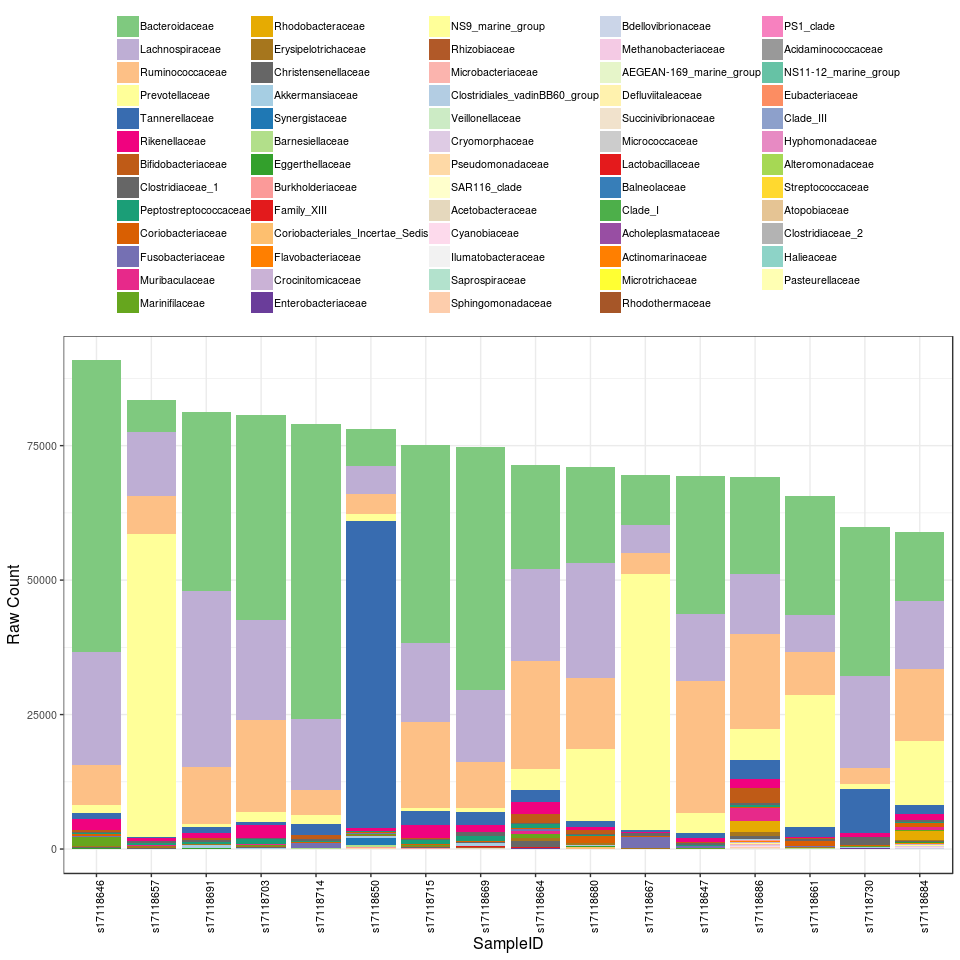 Bacteroidaceae
Lachnospiraceae
Ruminococcaceae
Prevotellaceae
Tannerellaceae
Rikenellaceae
Bifidobacteriaceae
Clostridiaceae_1
Peptostreptococcaceae
Coriobacteriaceae
Fusobacteriaceae
Muribaculaceae
Marinifilaceae
Rhodobacteraceae
Erysipelotrichaceae
Christensenellaceae
Akkermansiaceae
Synergistaceae
Barnesiellaceae
Eggerthellaceae
Burkholderiaceae
Family_XIII
Coriobacteriales_Incertae_Sedis
Flavobacteriaceae
Crocinitomicaceae
Enterobacteriaceae
NS9_marine_group
Rhizobiaceae
Microbacteriaceae
Clostridiales_vadinBB60_group
Veillonellaceae
Cryomorphaceae
Pseudomonadaceae
SAR116_clade
Acetobacteraceae
Cyanobiaceae
Ilumatobacteraceae
Saprospiraceae
Sphingomonadaceae
Bdellovibrionaceae
Methanobacteriaceae
AEGEAN-169_marine_group
Defluviitaleaceae
Succinivibrionaceae
Micrococcaceae
Lactobacillaceae
Balneolaceae
Clade_I
Acholeplasmataceae
Actinomarinaceae
Microtrichaceae
Rhodothermaceae
PS1_clade
Acidaminococcaceae
NS11-12_marine_group
Eubacteriaceae
Clade_III
Hyphomonadaceae
Alteromonadaceae
Streptococcaceae
Atopobiaceae
Clostridiaceae_2
Halieaceae
Pasteurellaceae
Raw Count
75000
50000
25000
0
s17118646
s17118657
s17118691
s17118703
s17118714
s17118650
s17118715
s17118669
s17118664
s17118680
s17118667
s17118647
s17118686
s17118661
s17118730
s17118684
SampleID